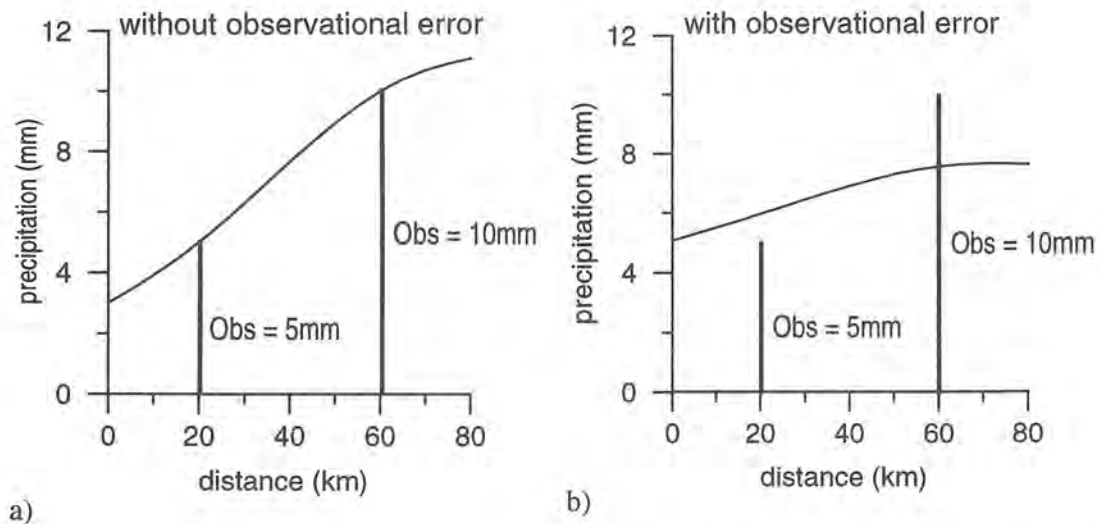 without observational error
12
8
4
0
precipitation (mm)
Obs = 5mm
Obs = 10mm
0 20 40 60 80
distance (km)
a)
with observational error
12
8
4
0
precipitation (mm)
Obs = 5mm
Obs = 10mm
0 20 40 60 80
distance (km)
b)